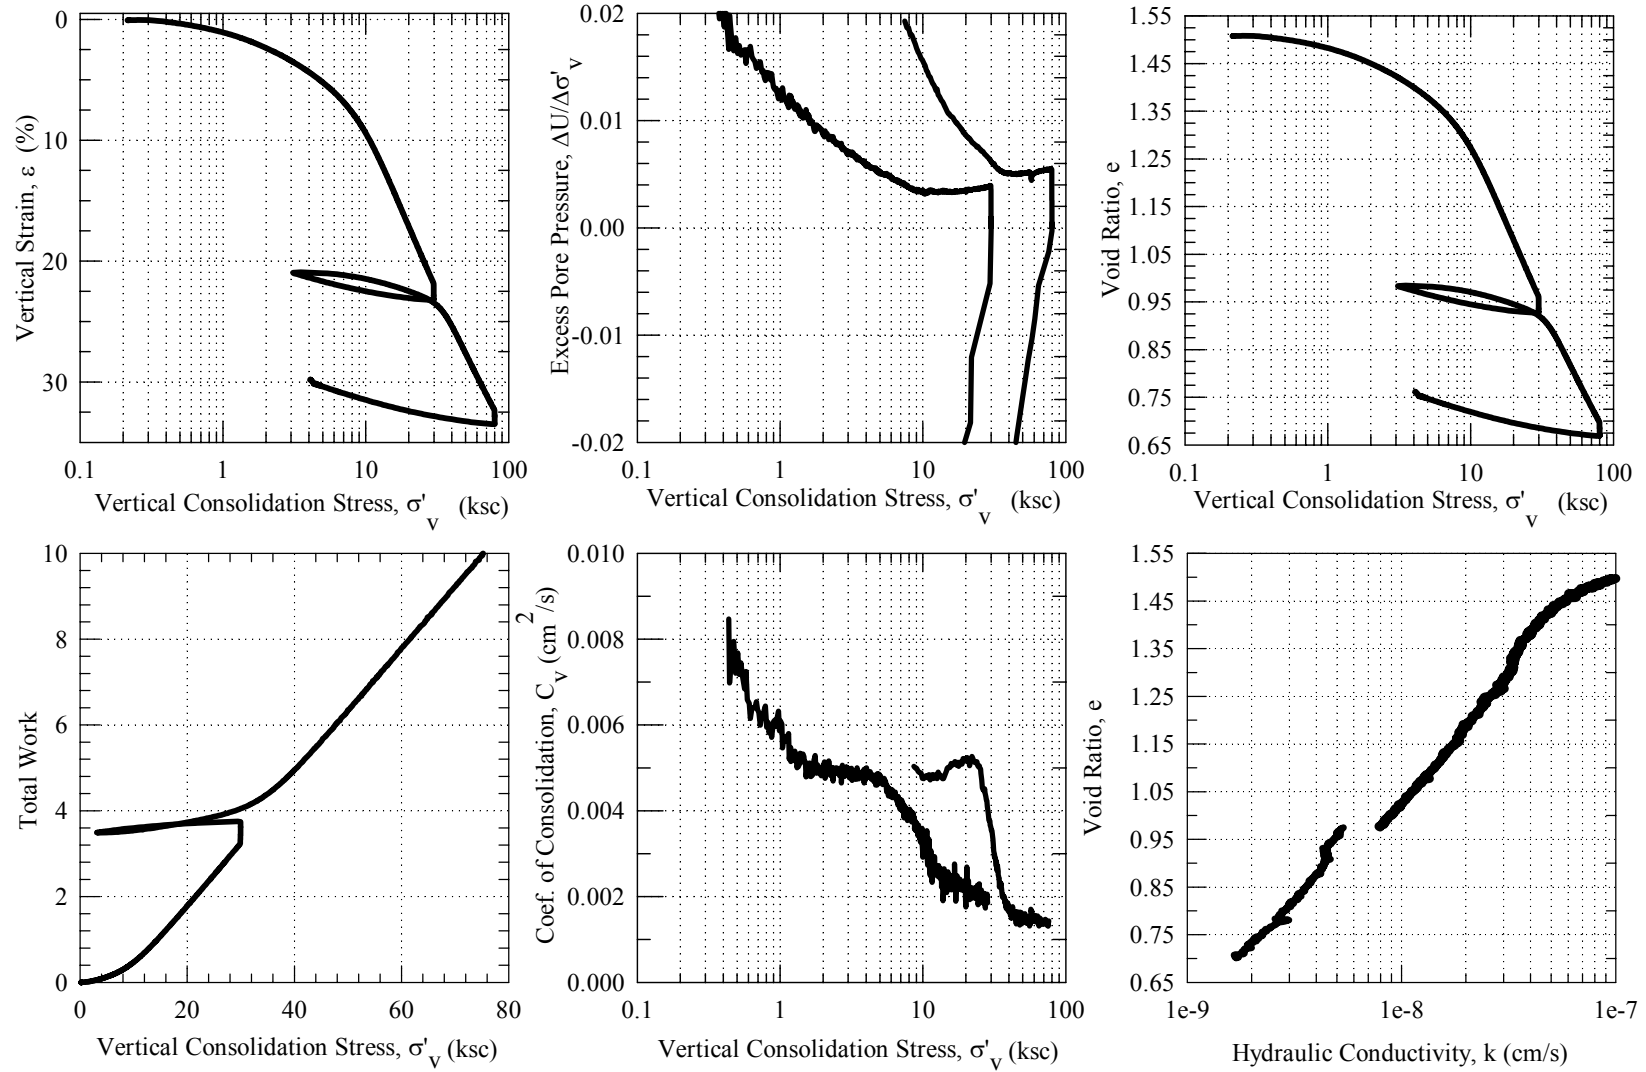 0
10
20
30
Vertical Strain, ε (%)
0.1 1 10 100
Vertical Consolidation Stress, σ'v (ksc)
0.02
0.01
0.00
-0.01
-0.02
Excess Pore Pressure, ΔU/Δσ'v
0.1 1 10 100
Vertical Consolidation Stress, σ'v (ksc)
1.55
1.45
1.35
1.25
1.15
1.05
0.95
0.85
0.75
0.65
Void Ratio, e
0.1 1 10 100
Vertical Consolidation Stress, σ'v (ksc)
10
8
6
4
2
0
Total Work
0 20 40 60 80
Vertical Consolidation Stress, σ'v (ksc)
0.010
0.008
0.006
0.004
0.002
0.000
Coef. of Consolidation, Cv (cm2/s)
0.1 1 10 100
Vertical Consolidation Stress, σ'v (ksc)
1.55
1.45
1.35
1.25
1.15
1.05
0.95
0.85
0.75
0.65
Void Ratio, e
1e-9 1e-8 1e-7
Hydraulic Conductivity, k (cm/s)